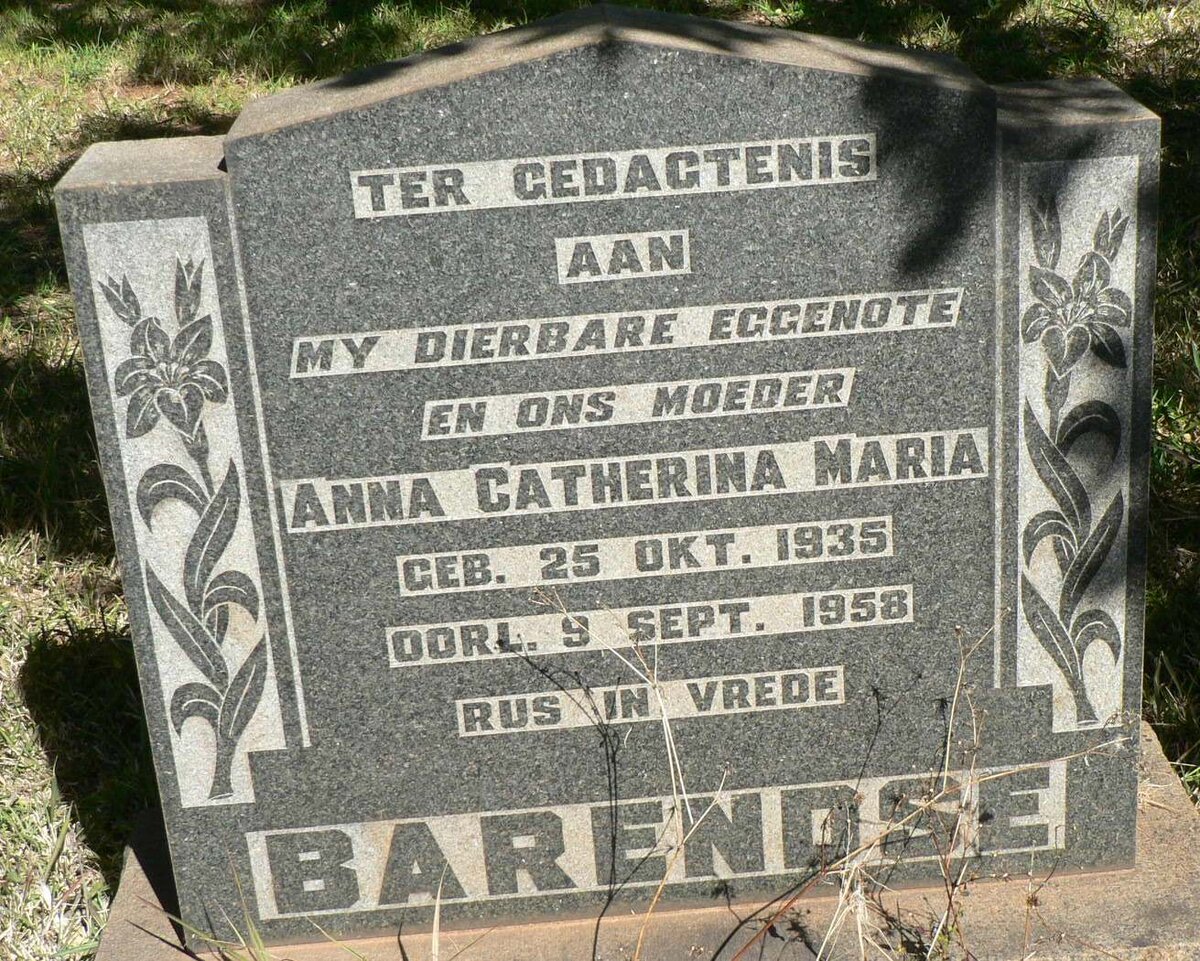 TER GEDAGTENIS
AAN
MY DIERBARE EGGENOTE
EN ONS MOEDER
ANNA CATHERINA MARIA
GEB. 25 OKT. 1935
OORL. 9 SEPT. 1958
RUS IN VREDE
BARENDSE